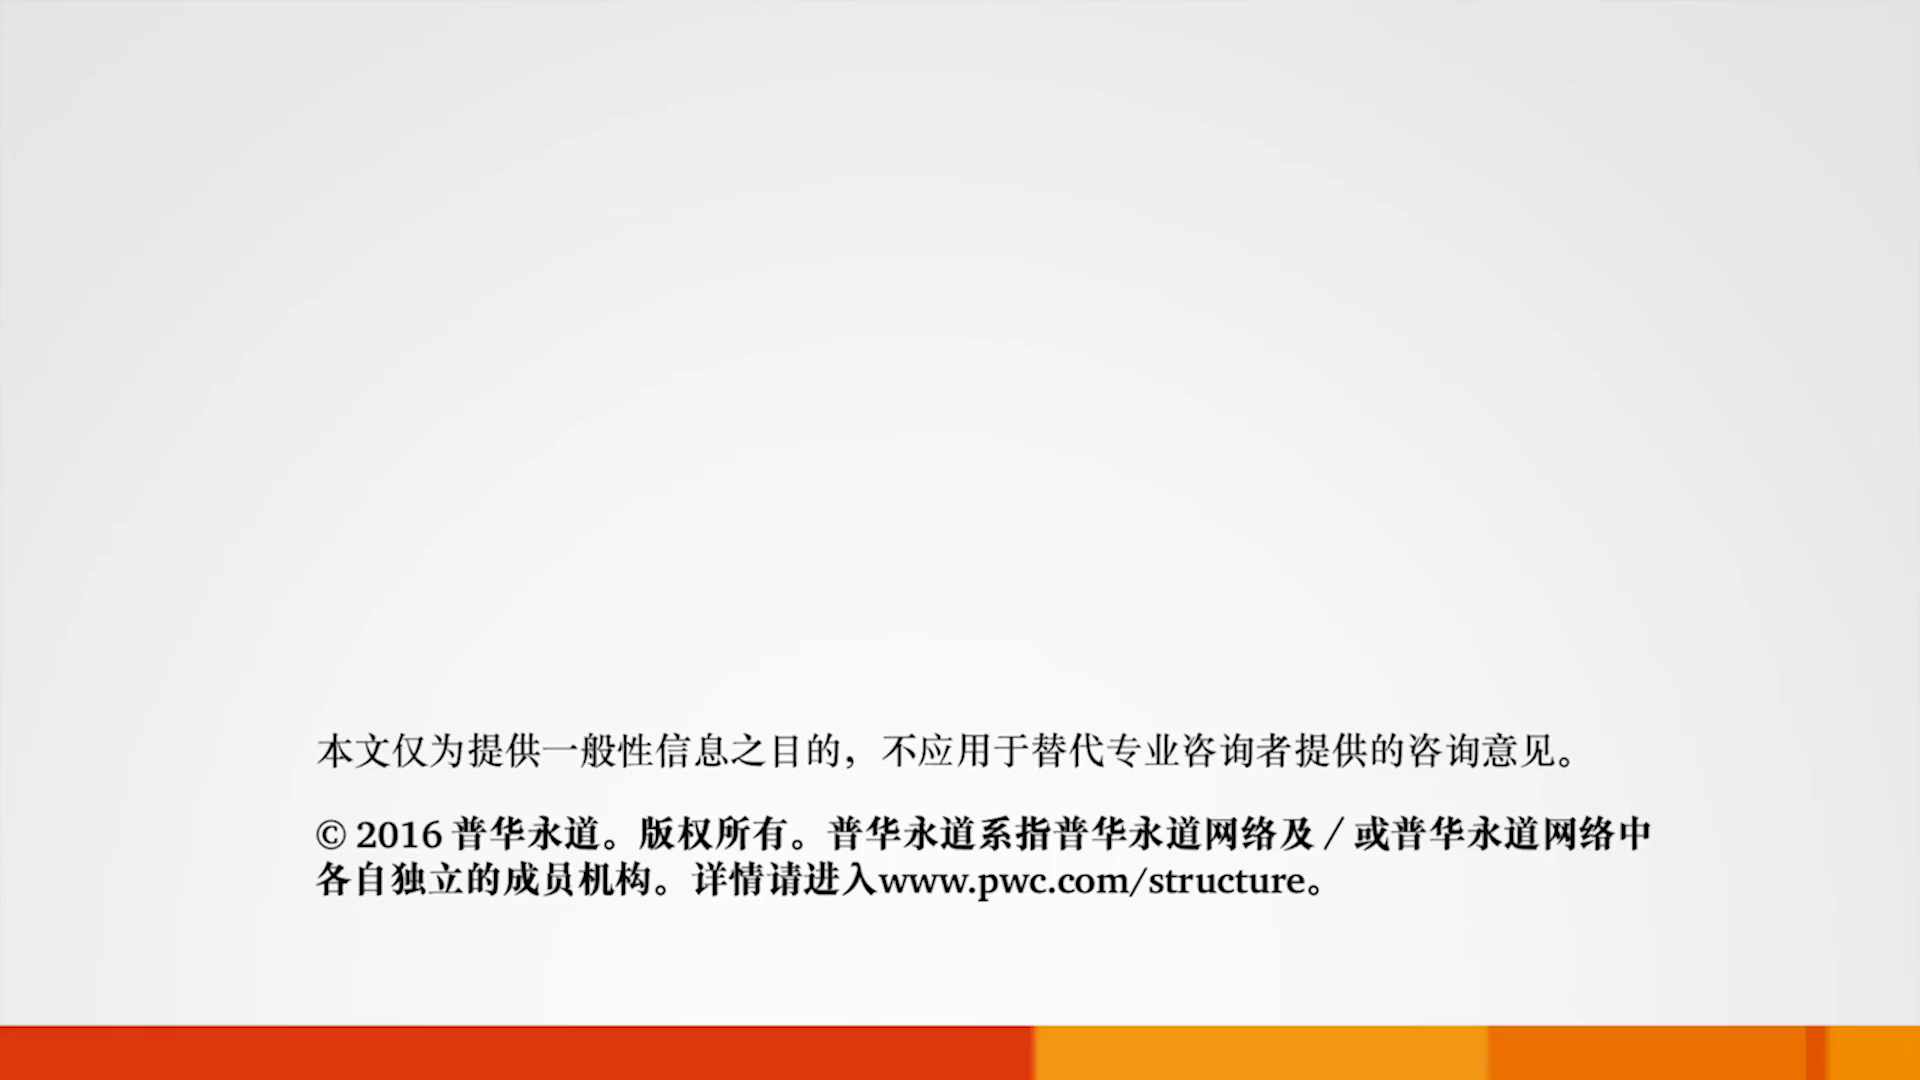 本文仅为提供一般性信息之目的，不应用于替代专业咨询者提供的咨询意见。
© 2016 普华永道。版权所有。普华永道系指普华永道网络及／或普华永道网络中
各自独立的成员机构。详情请进入www.pwc.com/structure。